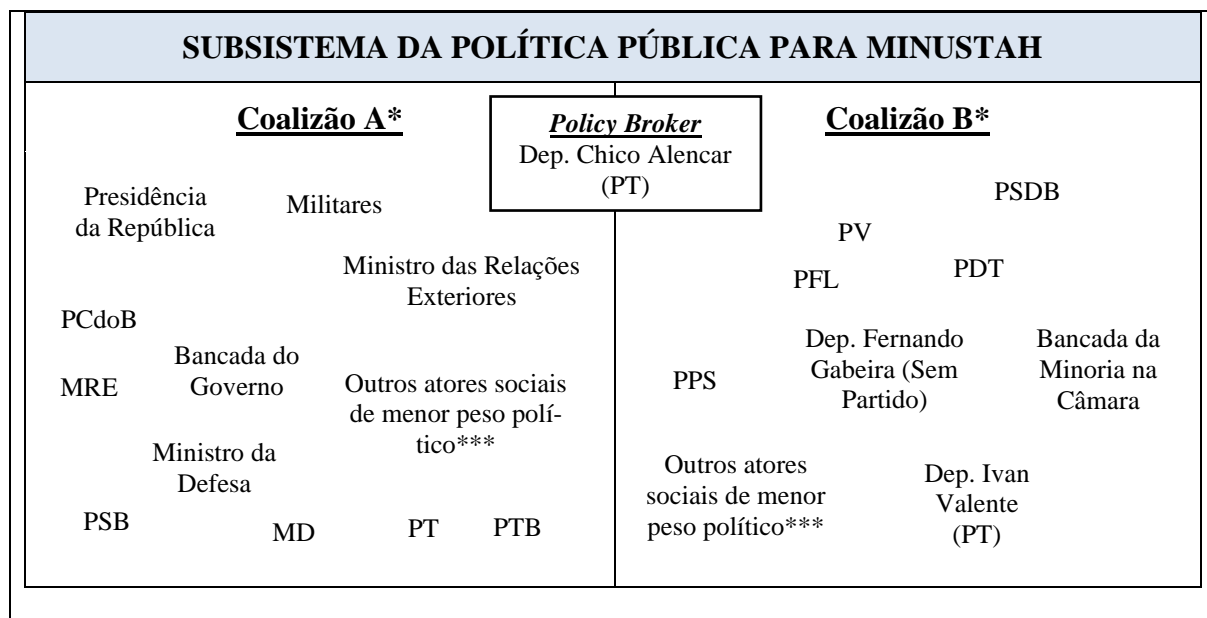 SUBSISTEMA DA POLÍTICA PÚBLICA PARA MINUSTAH
Coalizão A*
Policy Broker
Dep. Chico Alencar
(PT)
Coalizão B*
Presidência
da República
Militares
Ministro das Relações
Exteriores
PCdoB
Bancada do
Governo
MRE
Outros atores sociais
de menor peso polí-
tico***
Ministro da
Defesa
PSB
MD
PT
PTB
PSDB
PV
PFL
PDT
Dep. Fernando
Gabeira (Sem
Partido)
Bancada da
Minoria na
Câmara
PPS
Outros atores
sociais de menor
peso político***
Dep. Ivan
Valente
(PT)